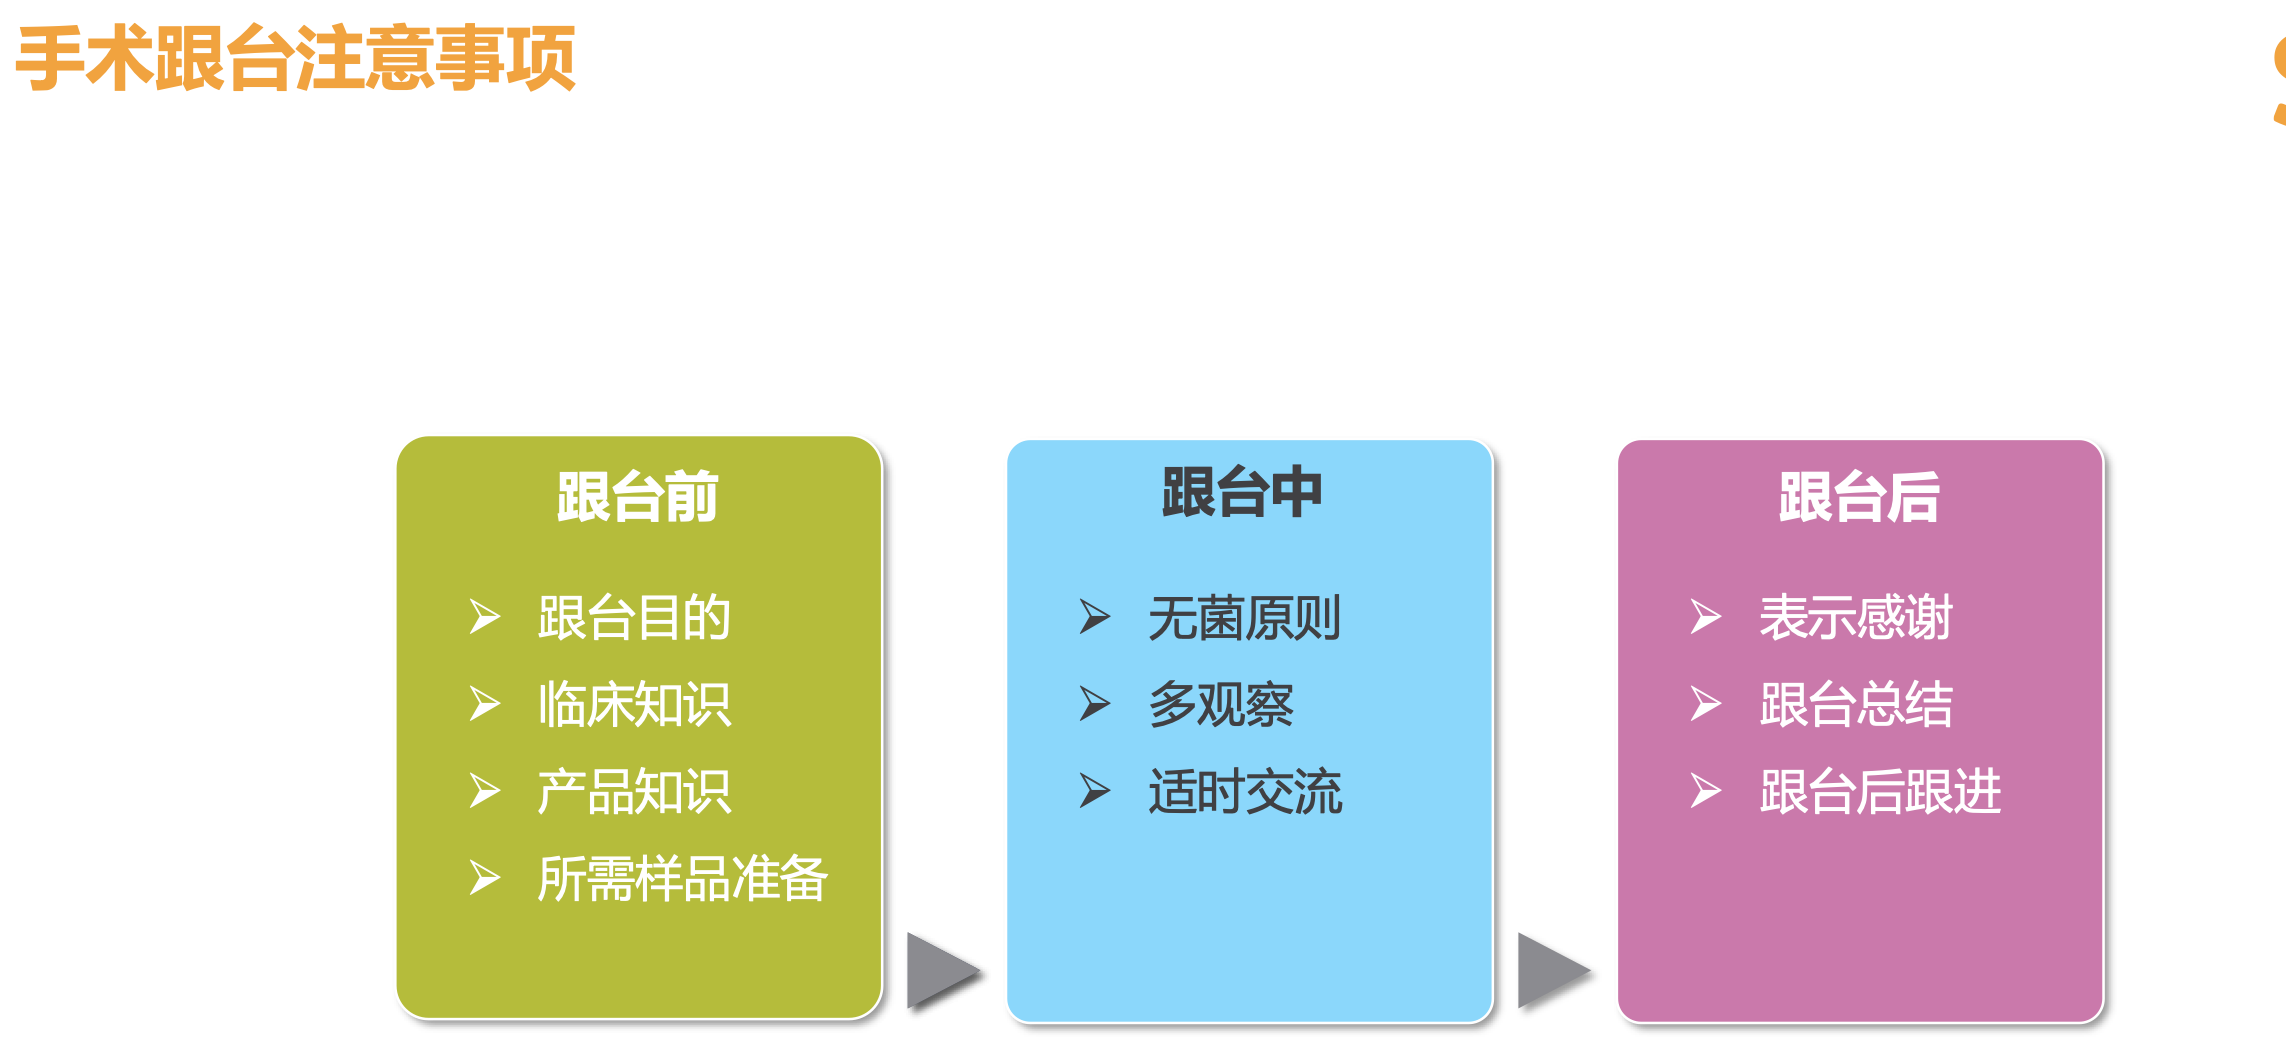 手术跟台注意事项
跟台前
➢ 跟台目的
➢ 临床知识
➢ 产品知识
➢ 所需样品准备
跟台中
➢ 无菌原则
➢ 多观察
➢ 适时交流
跟台后
➢ 表示感谢
➢ 跟台总结
➢ 跟台后跟进